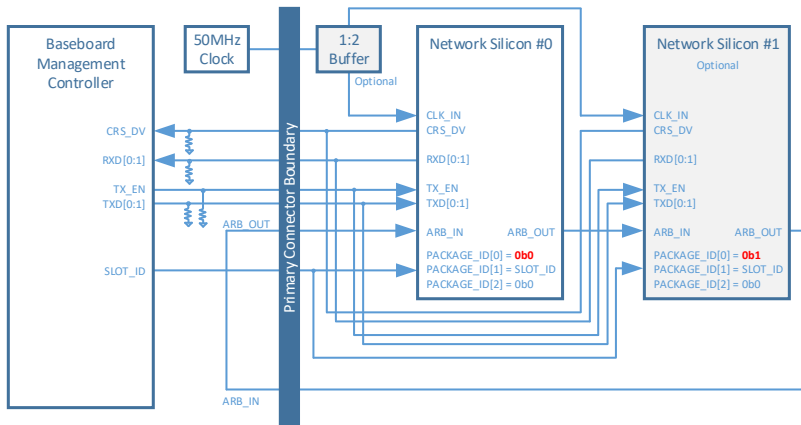 Baseboard
Management
Controller
CRS_DV
RXD[0:1]
TX_EN
TXD[0:1]
SLOT_ID
50MHz
Clock
1:2
Buffer
Optional
Primary Connector Boundary
ARB_OUT
ARB_IN
Network Silicon #0
CLK_IN
CRS_DV
RXD[0:1]
TX_EN
TXD[0:1]
ARB_IN ARB_OUT
PACKAGE_ID[0] = 0b0
PACKAGE_ID[1] = SLOT_ID
PACKAGE_ID[2] = 0b0
Network Silicon #1
Optional
CLK_IN
CRS_DV
RXD[0:1]
TX_EN
TXD[0:1]
ARB_IN ARB_OUT
PACKAGE_ID[0] = 0b1
PACKAGE_ID[1] = SLOT_ID
PACKAGE_ID[2] = 0b0